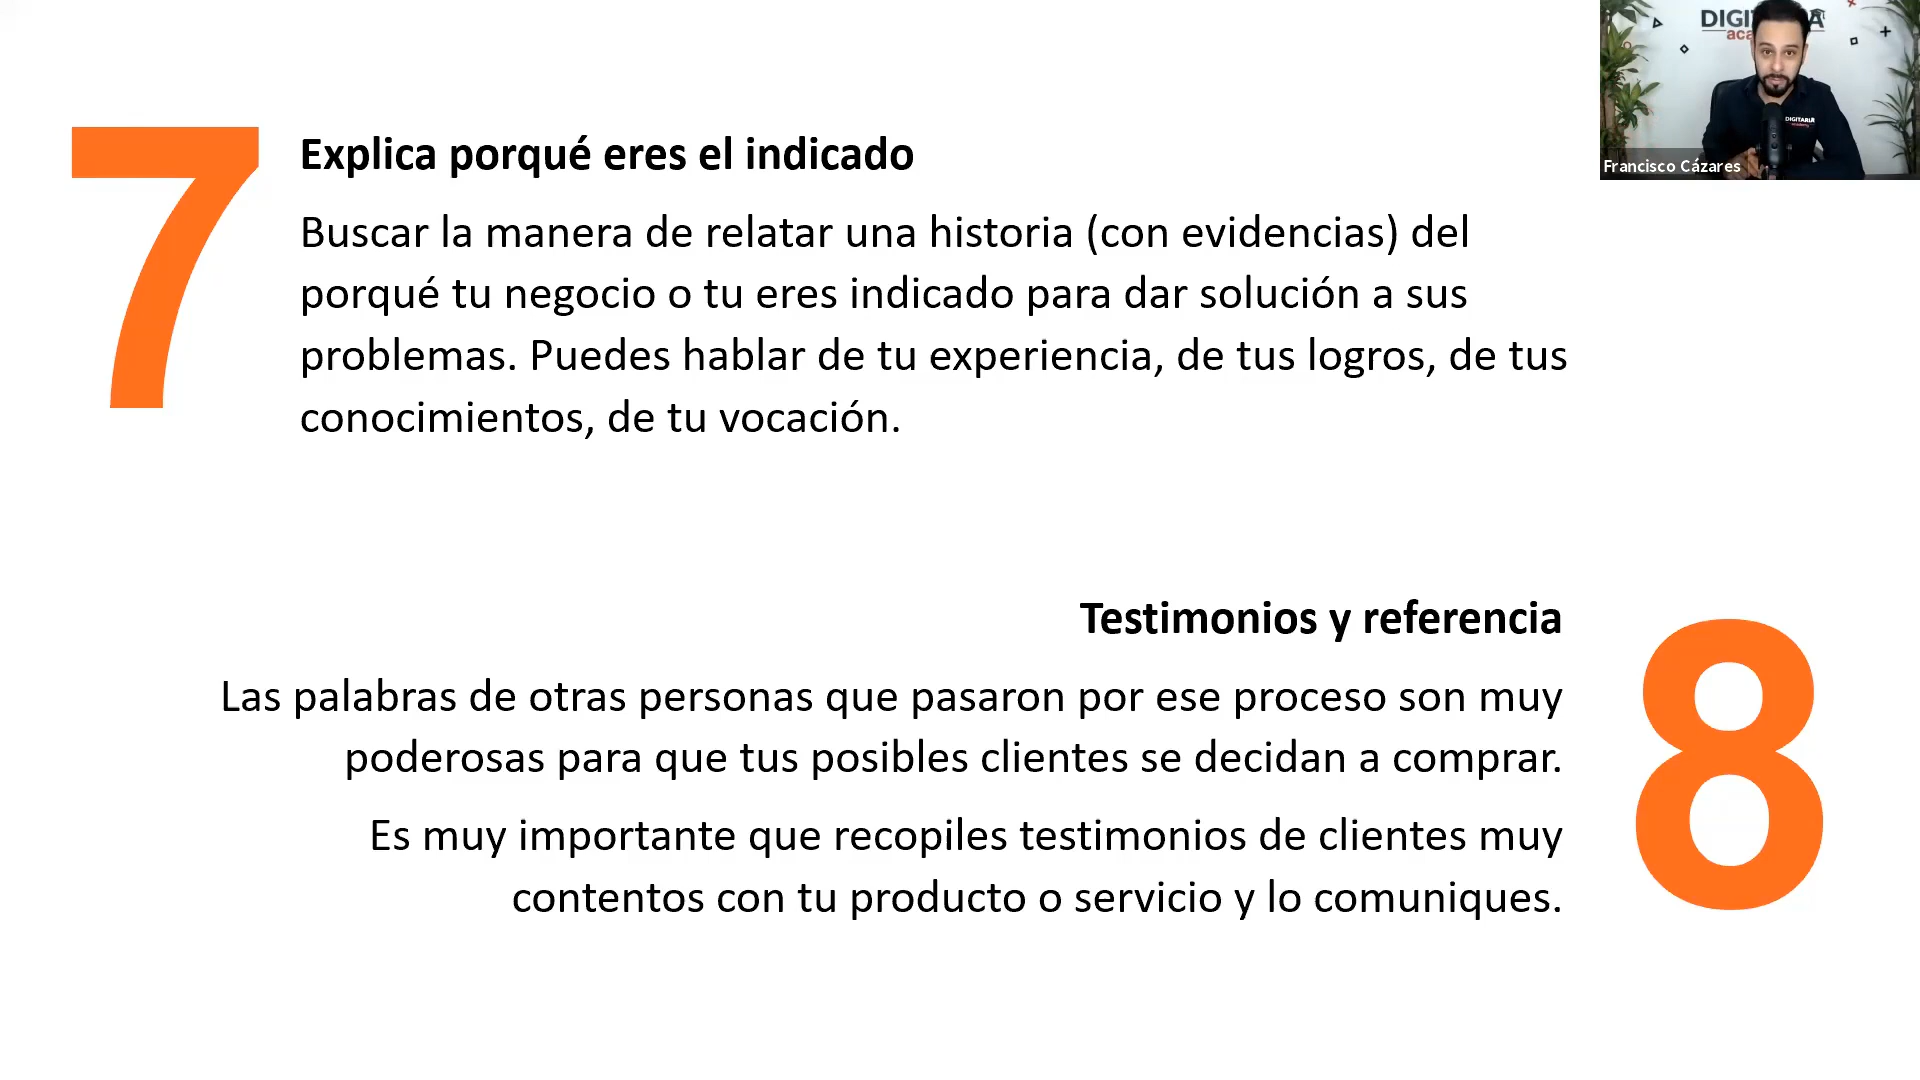 7
Explica porqué eres el indicado
Buscar la manera de relatar una historia (con evidencias) del
porqué tu negocio o tu eres indicado para dar solución a sus
problemas. Puedes hablar de tu experiencia, de tus logros, de tus
conocimientos, de tu vocación.
Francisco Cázares
DIGITARIA
8
Testimonios y referencia
Las palabras de otras personas que pasaron por ese proceso son muy
poderosas para que tus posibles clientes se decidan a comprar.
Es muy importante que recopiles testimonios de clientes muy
contentos con tu producto o servicio y lo comuniques.